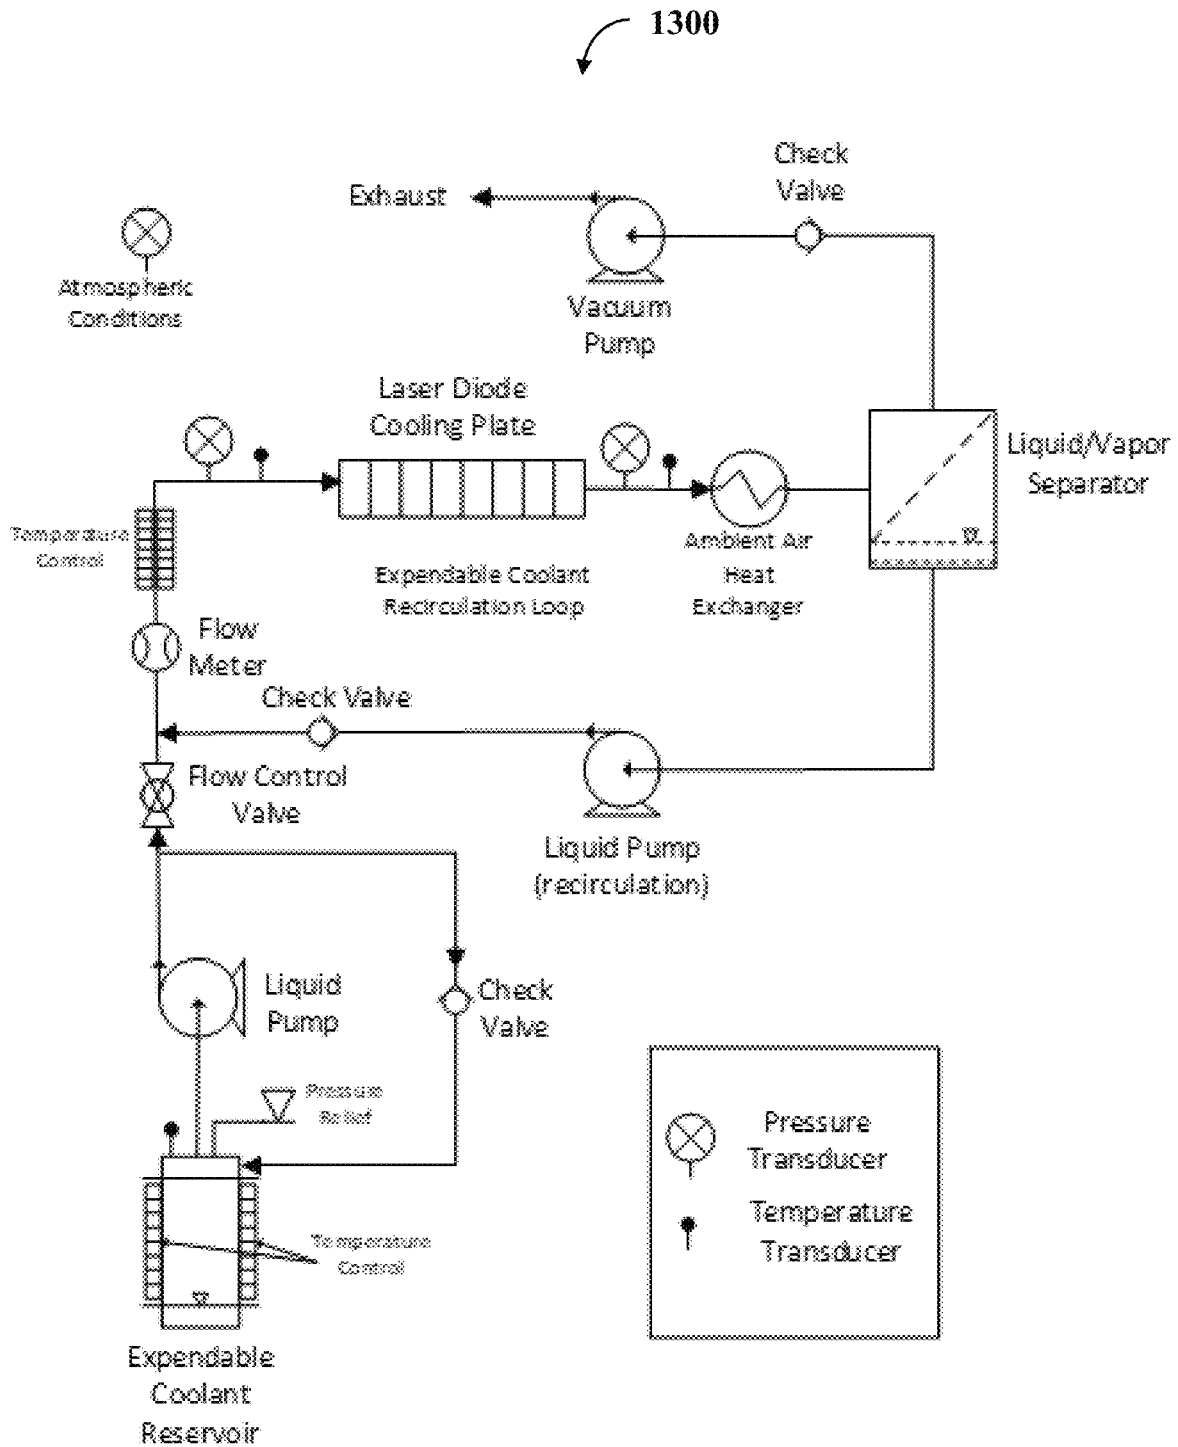 1300
Check
Valve
Exhaust
Atmospheric
Conditions
Vacuum
Pump
Laser Diode
Cooling Plate
Liquid/Vapor
Separator
Temperature
Control
Ambient Air
Heat
Exchanger
Expendable Coolant
Recirculation Loop
Flow
Meter
Check Valve
Flow Control
Valve
Liquid Pump
(recirculation)
Liquid
Pump
Check
Valve
Pressure
Relief
Pressure
Transducer
Temperature
Transducer
Temperature
Control
Expendable
Coolant
Reservoir